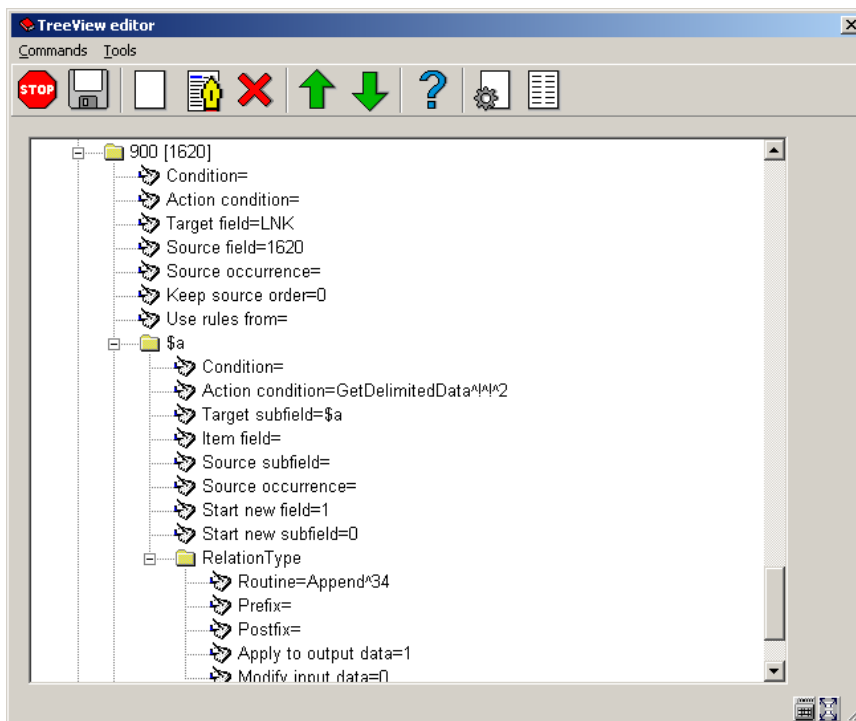 TreeView editor
Commands Tools
STOP
900 [1620]
Condition=
Action condition=
Target field=LNK
Source field=1620
Source occurrence=
Keep source order=0
Use rules from=
$a
Condition=
Action condition=GetDelimitedData^!^!^2
Target subfield=$a
Item field=
Source subfield=
Source occurrence=
Start new field=1
Start new subfield=0
RelationType
Routine=Append^34
Prefix=
Postfix=
Apply to output data=1
Modify input data=0